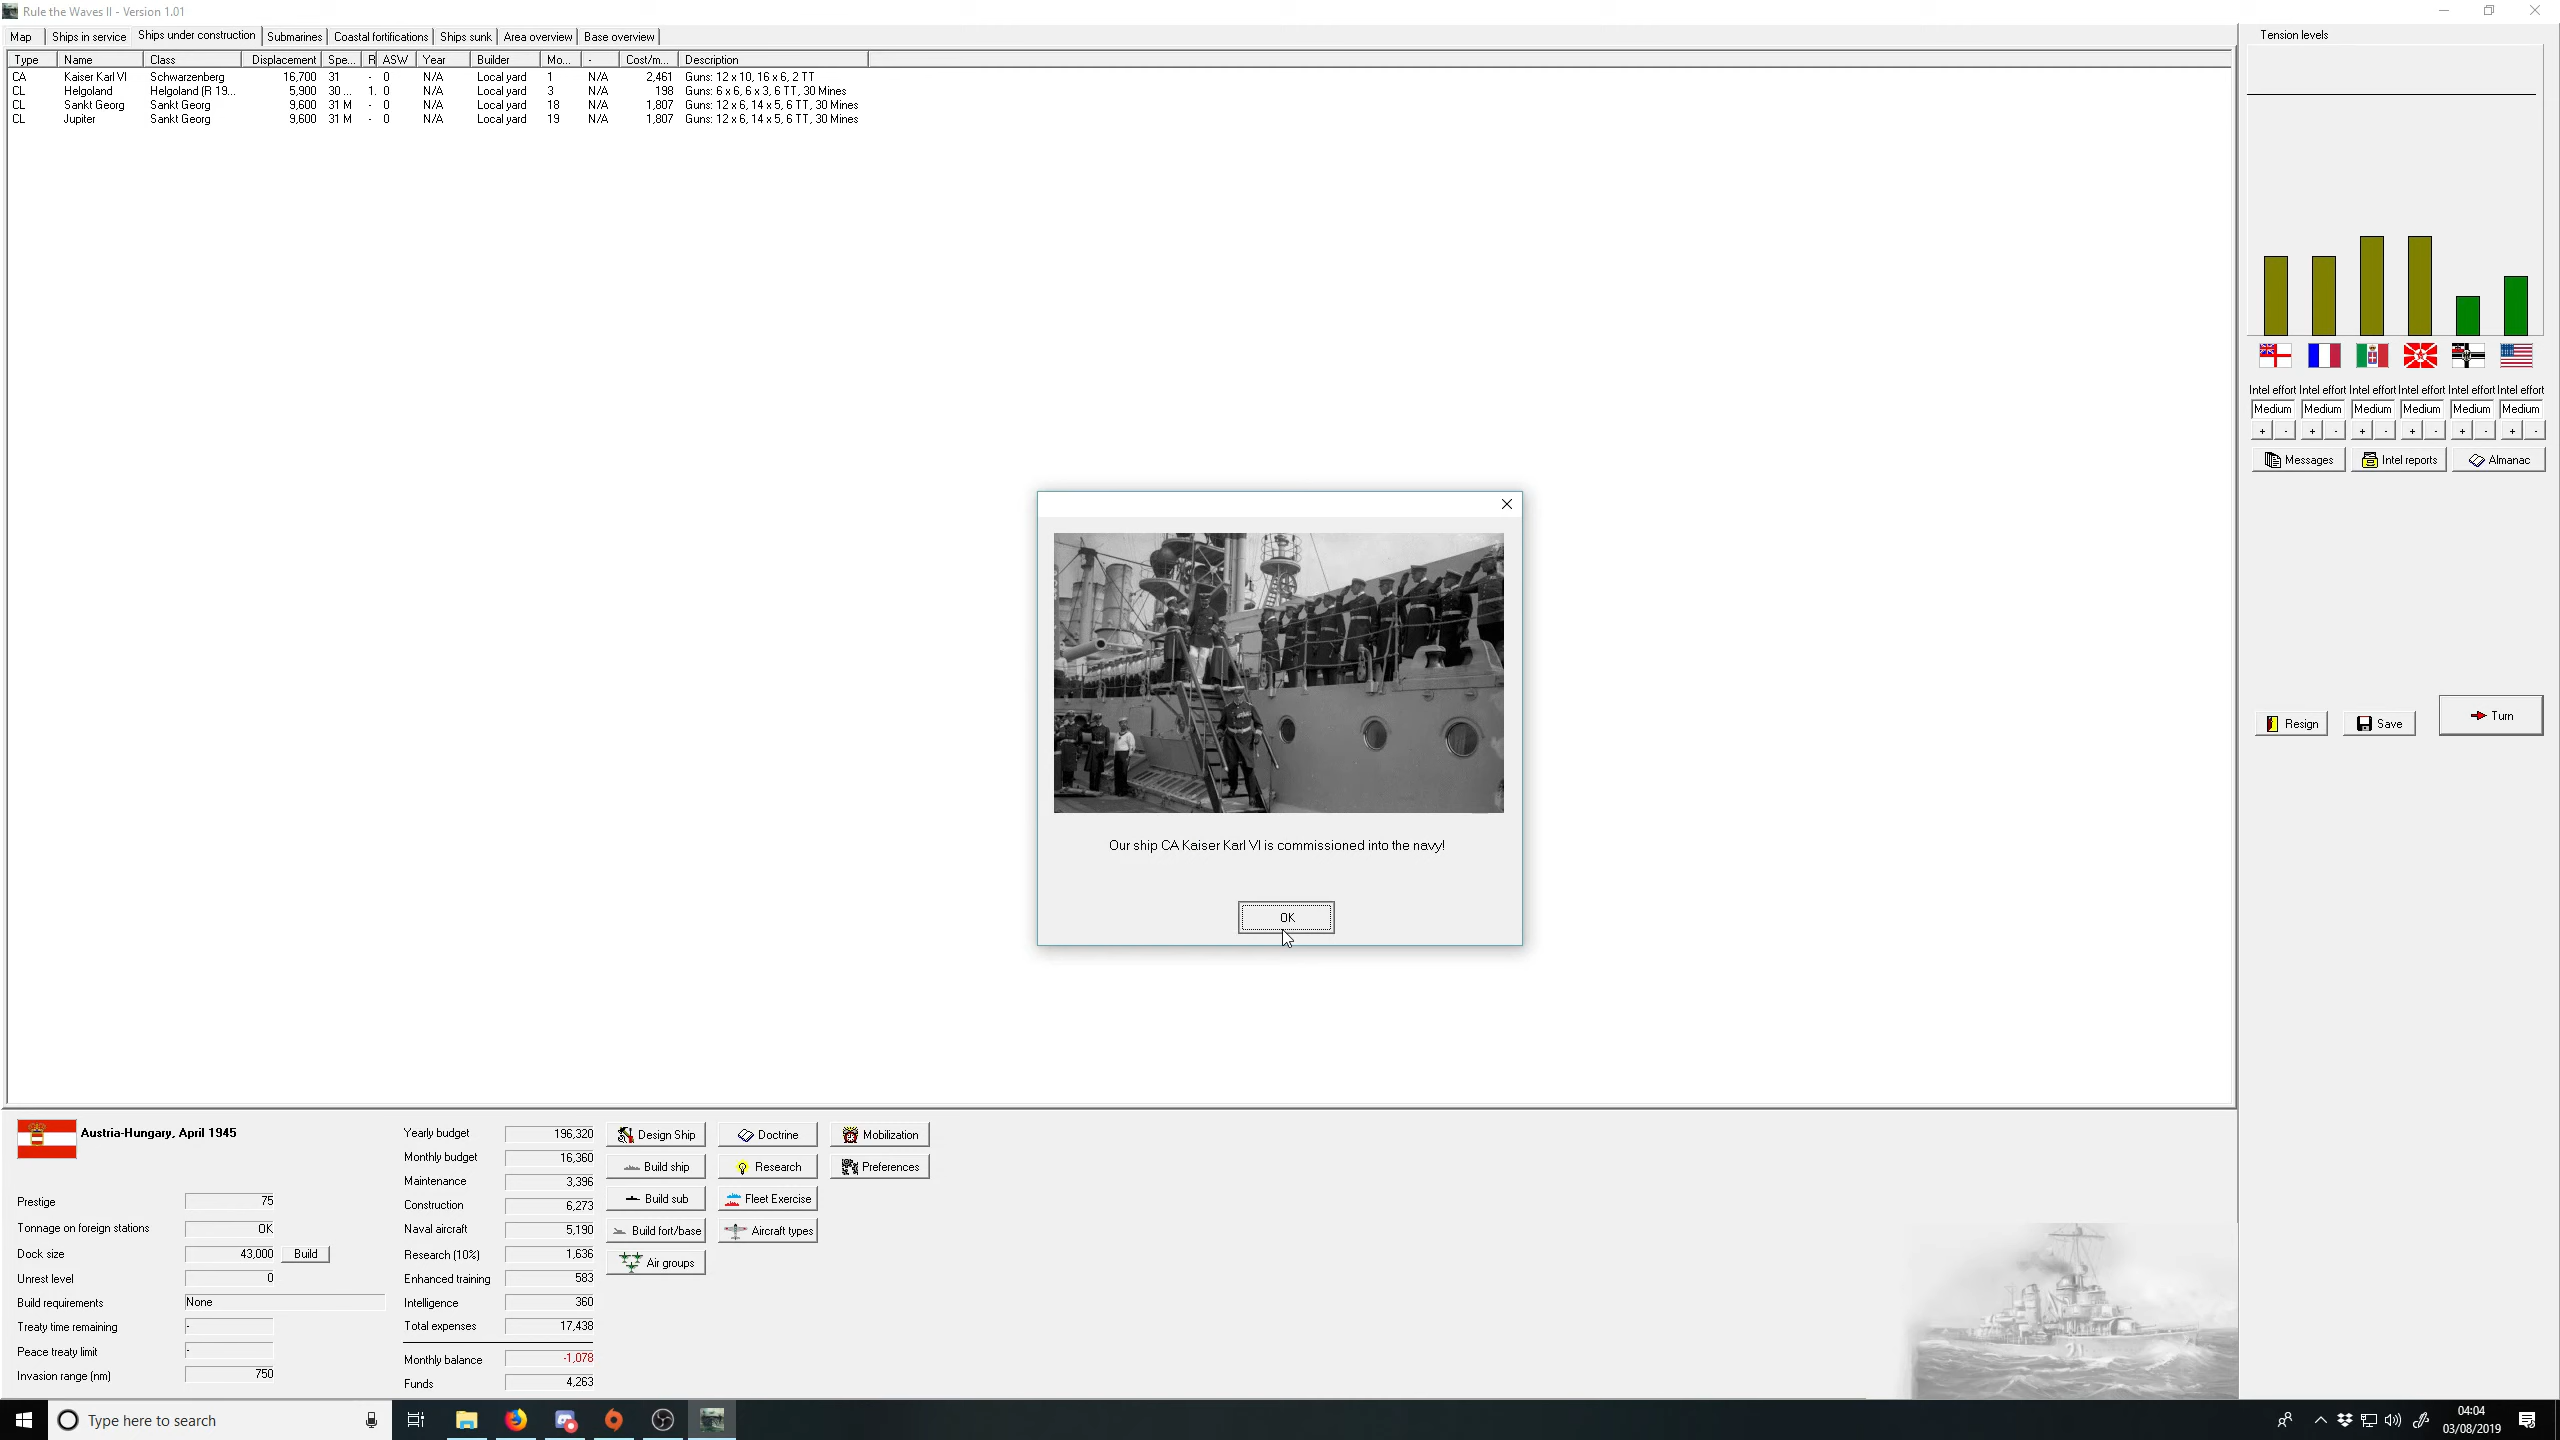 Rule the Waves II - Version 1.01
Map Ships in service Ships under construction Submarines Coastal fortifications Ships sunk Area overview Base overview
Type Name Class Displacement Spe... R ASW Year Builder Mo... - Cost/m... Description
CA Kaiser Karl VI Schwarzenberg 16,700 31 - 0 N/A Local yard 1 N/A 2,461 Guns: 12 x 10, 16 x 6, 2 TT
CL Helgoland Helgoland (R 19... 5,900 30 ... 1. 0 N/A Local yard 3 N/A 198 Guns: 6 x 6, 6 x 3, 6 TT, 30 Mines
CL Sankt Georg Sankt Georg 9,600 31 M - 0 N/A Local yard 18 N/A 1,807 Guns: 12 x 6, 14 x 5, 6 TT, 30 Mines
CL Jupiter Sankt Georg 9,600 31 M - 0 N/A Local yard 19 N/A 1,807 Guns: 12 x 6, 14 x 5, 6 TT, 30 Mines
Our ship CA Kaiser Karl VI is commissioned into the navy!
OK
Tension levels
Intel effort Intel effort Intel effort Intel effort Intel effort Intel effort
Medium Medium Medium Medium Medium Medium
+ - + - + - + - + - + -
Messages Intel reports Almanac
Resign Save Turn
Austria-Hungary, April 1945
Prestige 75
Tonnage on foreign stations OK
Dock size 43,000 Build
Unrest level 0
Build requirements None
Treaty time remaining -
Peace treaty limit -
Invasion range (nm) 750
Yearly budget 196,320
Monthly budget 16,360
Maintenance 3,396
Construction 6,273
Naval aircraft 5,190
Research (10%) 1,636
Enhanced training 583
Intelligence 360
Total expenses 17,438
Monthly balance -1,078
Funds 4,263
Design Ship Doctrine Mobilization
Build ship Research Preferences
Build sub Fleet Exercise
Build fort/base Aircraft types
Air groups
Type here to search
04:04
03/08/2019